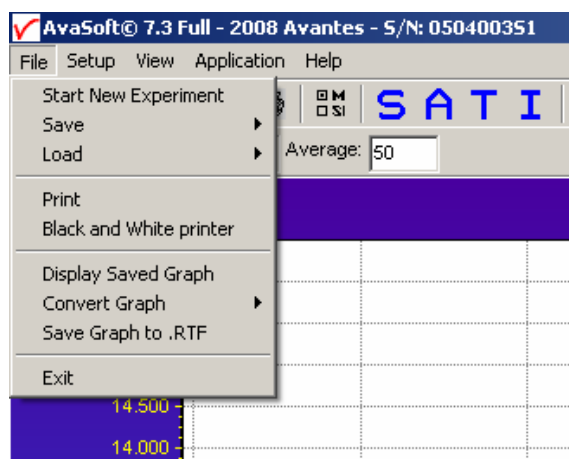 AvaSoft© 7.3 Full - 2008 Avantes - S/N: 0504003S1
File Setup View Application Help
Start New Experiment
Save
Load
Print
Black and White printer
Display Saved Graph
Convert Graph
Save Graph to .RTF
Exit
S A T I
Average: 50
14.500
14.000